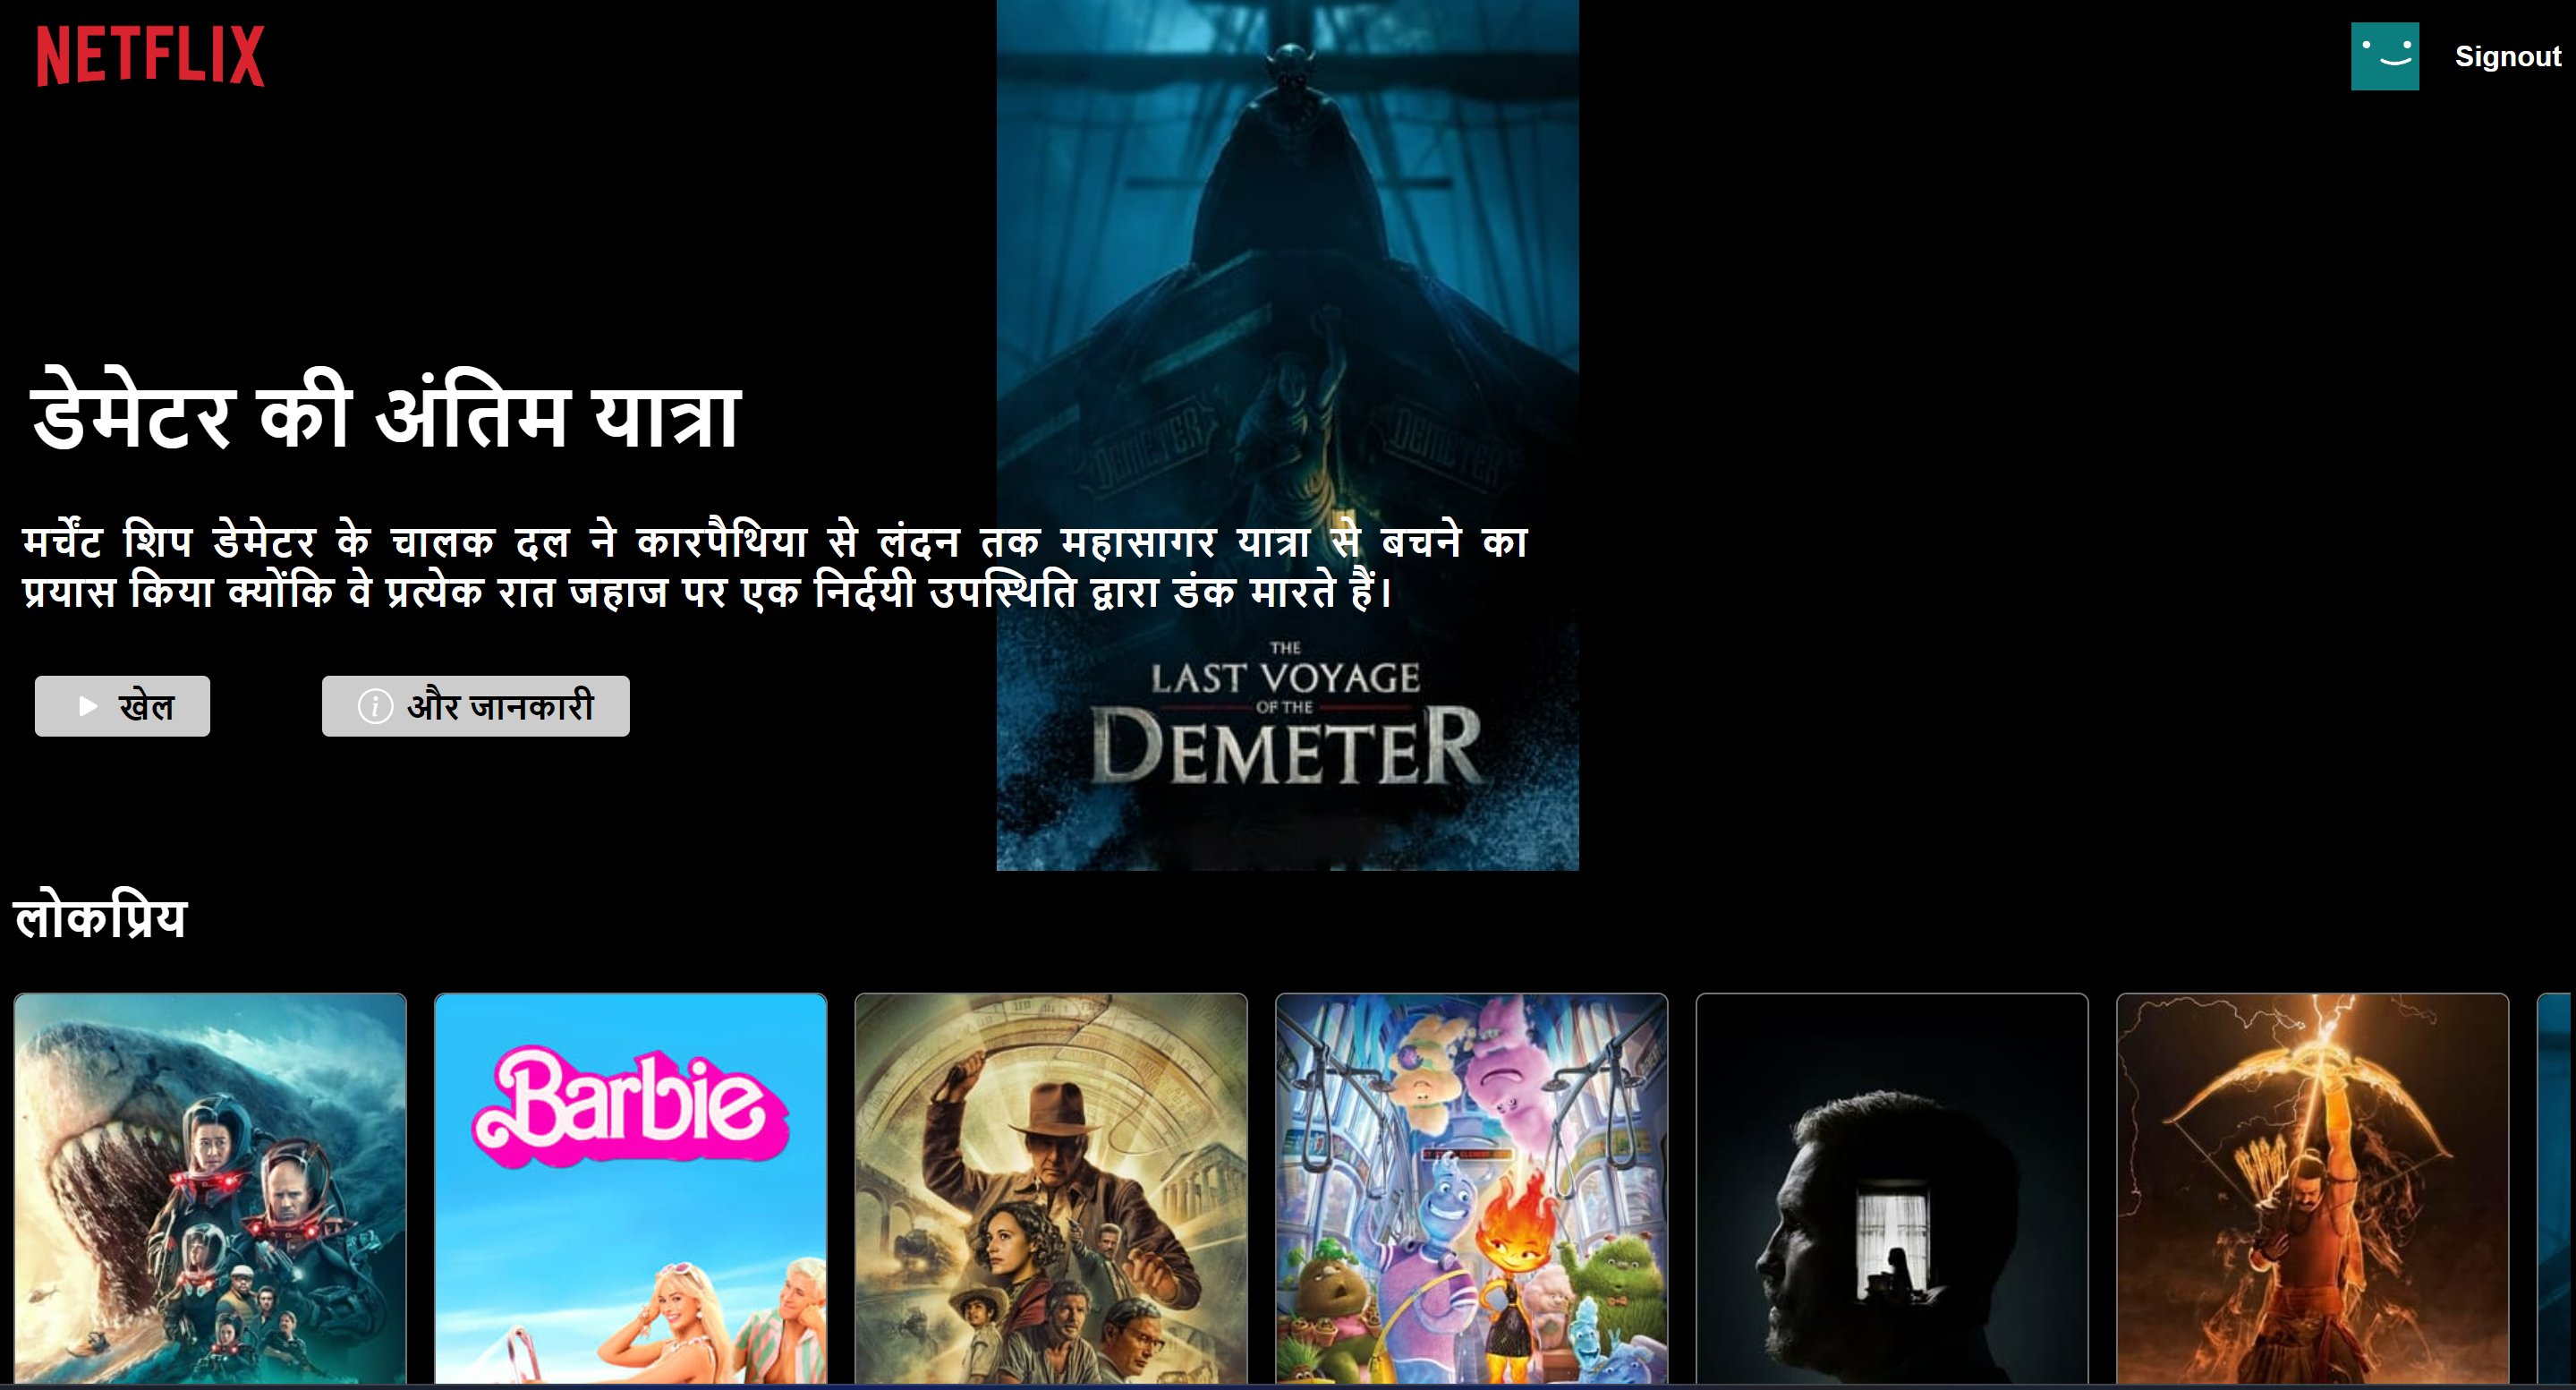 NETFLIX
Signout
डेमेटर की अंतिम यात्रा
DEMETER
DEMETER
मर्चेंट शिप डेमेटर के चालक दल ने कारपैथिया से लंदन तक महासागर यात्रा से बचने का
प्रयास किया क्योंकि वे प्रत्येक रात जहाज पर एक निर्दयी उपस्थिति द्वारा डंक मारते हैं।
THE
LAST VOYAGE
OF THE
DEMETER
खेल
और जानकारी
लोकप्रिय
Barbie